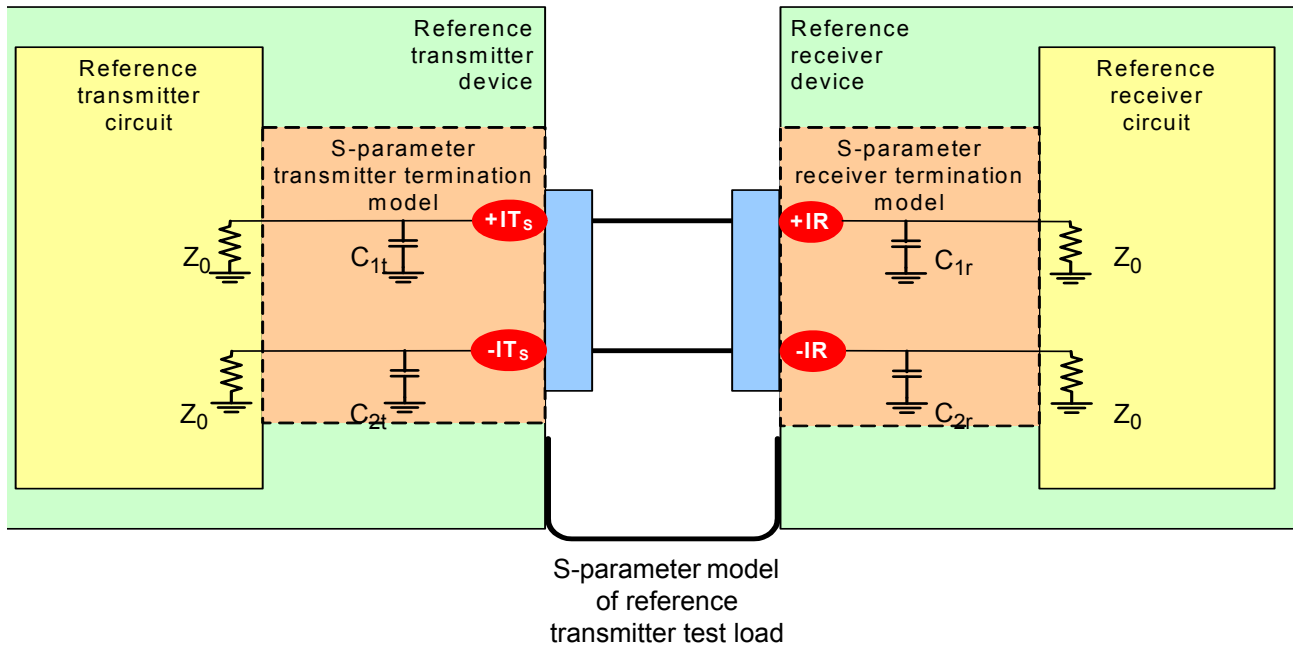 Reference
transmitter
device
Reference
transmitter
circuit
S-parameter
transmitter termination
model
+ITS
Z0
C1t
-ITS
Z0
C2t
Reference
receiver
device
Reference
receiver
circuit
S-parameter
receiver termination
model
+IR
C1r
Z0
-IR
C2r
Z0
S-parameter model
of reference
transmitter test load